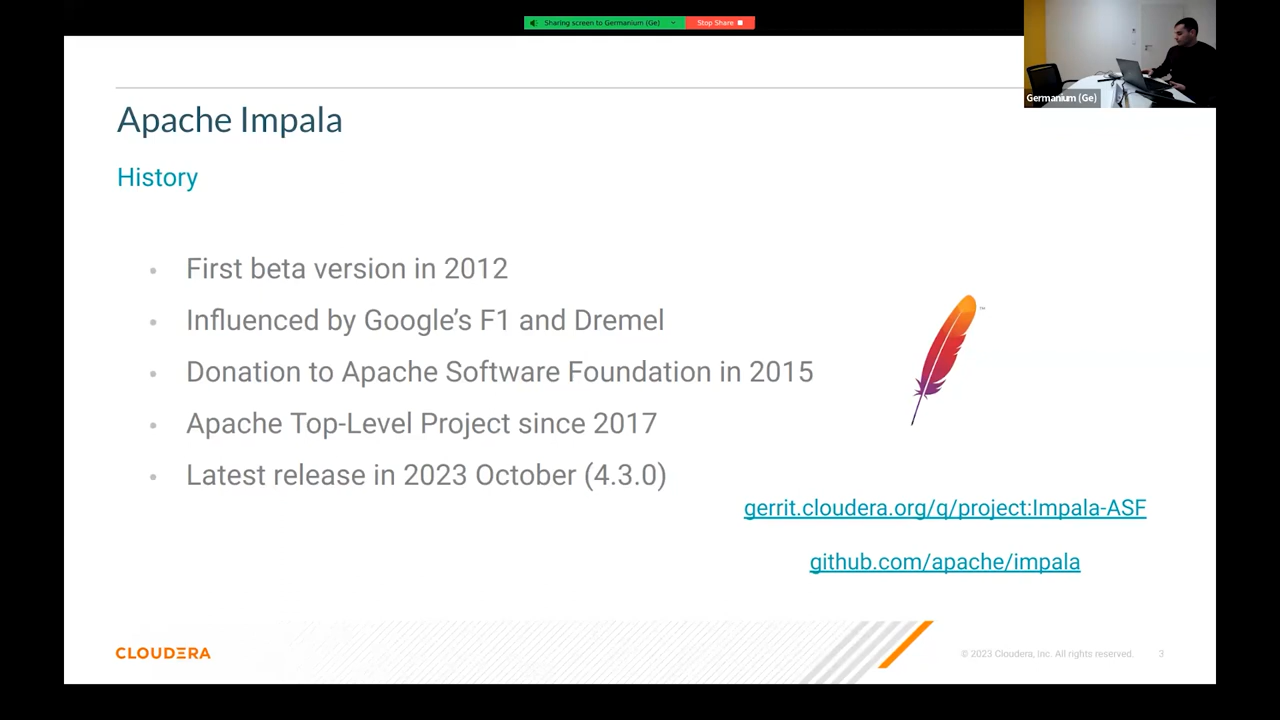 Sharing screen to Germanium (Ge)
Stop Share
Germanium (Ge)
Apache Impala
History
• First beta version in 2012
• Influenced by Google's F1 and Dremel
• Donation to Apache Software Foundation in 2015
• Apache Top-Level Project since 2017
• Latest release in 2023 October (4.3.0)
TM
gerrit.cloudera.org/q/project:Impala-ASF
github.com/apache/impala
CLOUDERA
© 2023 Cloudera, Inc. All rights reserved.
3